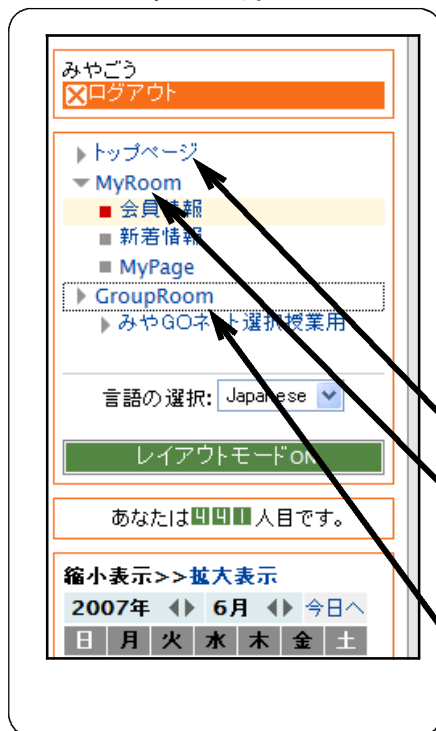 みやごう
ログアウト
トップページ
MyRoom
会員情報
新着情報
MyPage
GroupRoom
みやGOネット選択授業用
言語の選択: Japanese
レイアウトモードON
あなたは441人目です。
縮小表示>>拡大表示
2007年 6月 今日へ
日 月 火 水 木 金 土